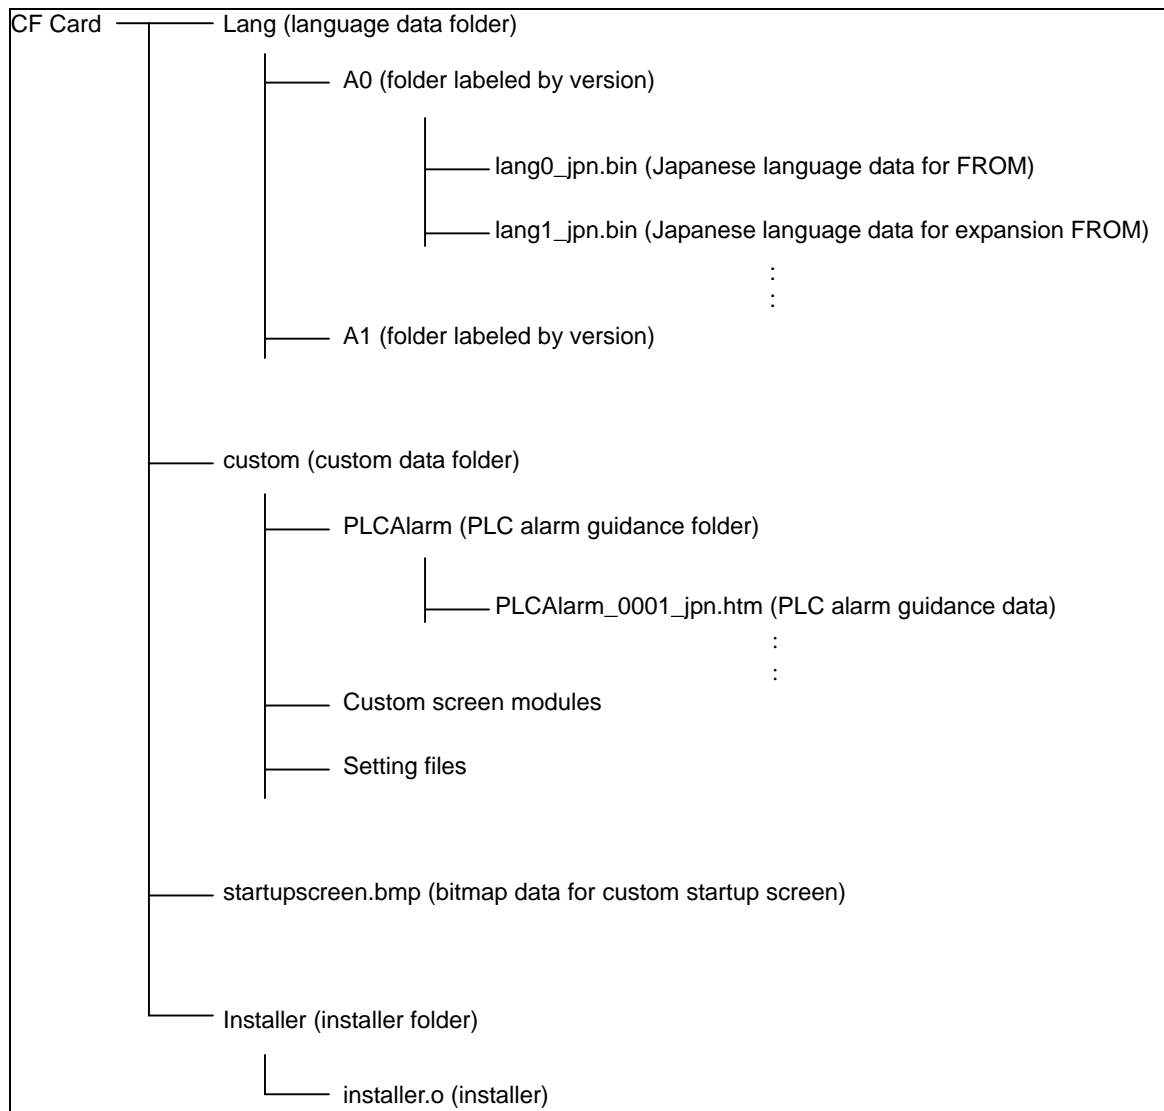 CF Card
Lang (language data folder)
A0 (folder labeled by version)
lang0_jpn.bin (Japanese language data for FROM)
lang1_jpn.bin (Japanese language data for expansion FROM)
:
:
A1 (folder labeled by version)
custom (custom data folder)
PLCAlarm (PLC alarm guidance folder)
PLCAlarm_0001_jpn.htm (PLC alarm guidance data)
:
:
Custom screen modules
Setting files
startupscreen.bmp (bitmap data for custom startup screen)
Installer (installer folder)
installer.o (installer)